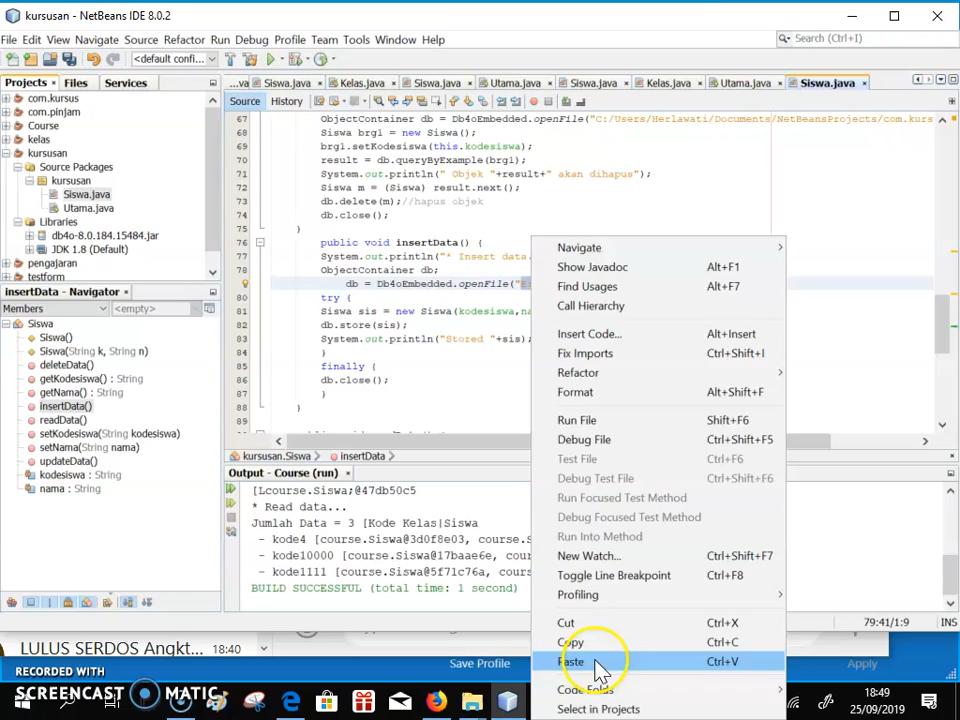 kursusan - NetBeans IDE 8.0.2
File Edit View Navigate Source Refactor Run Debug Profile Team Tools Window Help
Search (Ctrl+I)
<default confi...
Projects Files Services
...va Siswa.java Kelas.java Siswa.java Utama.java Siswa.java Kelas.java Utama.java Siswa.java
Source History
com.kursus
com.pinjam
Course
kelas
kursusan
Source Packages
kursusan
Siswa.java
Utama.java
Libraries
db4o-8.0.184.15484.jar
JDK 1.8 (Default)
pengajaran
testform
insertData - Navigator
Members <empty>
Siswa
Siswa()
Siswa(String k, String n)
deleteData()
getKodesiswa() : String
getNama() : String
insertData()
readData()
setKodesiswa(String kodesiswa)
setNama(String nama)
updateData()
kodesiswa : String
nama : String
67 ObjectContainer db = Db4oEmbedded.openFile("C:/Users/Herlawati/Documents/NetBeansProjects/com.kurs
68 Siswa brg1 = new Siswa();
69 brg1.setKodesiswa(this.kodesiswa);
70 result = db.queryByExample(brg1);
71 System.out.println(" Objek "+result+" akan dihapus");
72 Siswa m = (Siswa) result.next();
73 db.delete(m);//hapus objek
74 db.close();
75 }
76 public void insertData() {
77 System.out.println("* Insert data.
78 ObjectContainer db;
db = Db4oEmbedded.openFile("
80 try {
81 Siswa sis = new Siswa(kodesiswa,na
82 db.store(sis);
83 System.out.println("Stored "+sis);
84 }
85 finally {
86 db.close();
87 }
88 }
89
kursusan.Siswa insertData
Output - Course (run)
[Lcourse.Siswa;@47db50c5
* Read data...
Jumlah Data = 3 [Kode Kelas|Siswa
- kode4 [course.Siswa@3d0f8e03, cou
- kode10000 [course.Siswa@17baae6e, c
- kode1111 [course.Siswa@5f71c76a, co
BUILD SUCCESSFUL (total time: 1 second)
Navigate
Show Javadoc Alt+F1
Find Usages Alt+F7
Call Hierarchy
Insert Code... Alt+Insert
Fix Imports Ctrl+Shift+I
Refactor
Format Alt+Shift+F
Run File Shift+F6
Debug File Ctrl+Shift+F5
Test File Ctrl+F6
Debug Test File Ctrl+Shift+F6
Run Focused Test Method
Debug Focused Test Method
Run Into Method
New Watch... Ctrl+Shift+F7
Toggle Line Breakpoint Ctrl+F8
Profiling
Cut Ctrl+X
Copy Ctrl+C
Paste Ctrl+V
Code Folds
Select in Projects
79:41/1:9 INS
LULUS SERDOS Angkt... 18:40
Save Profile Apply
RECORDED WITH
SCREENCAST MATIC
18:49
25/09/2019